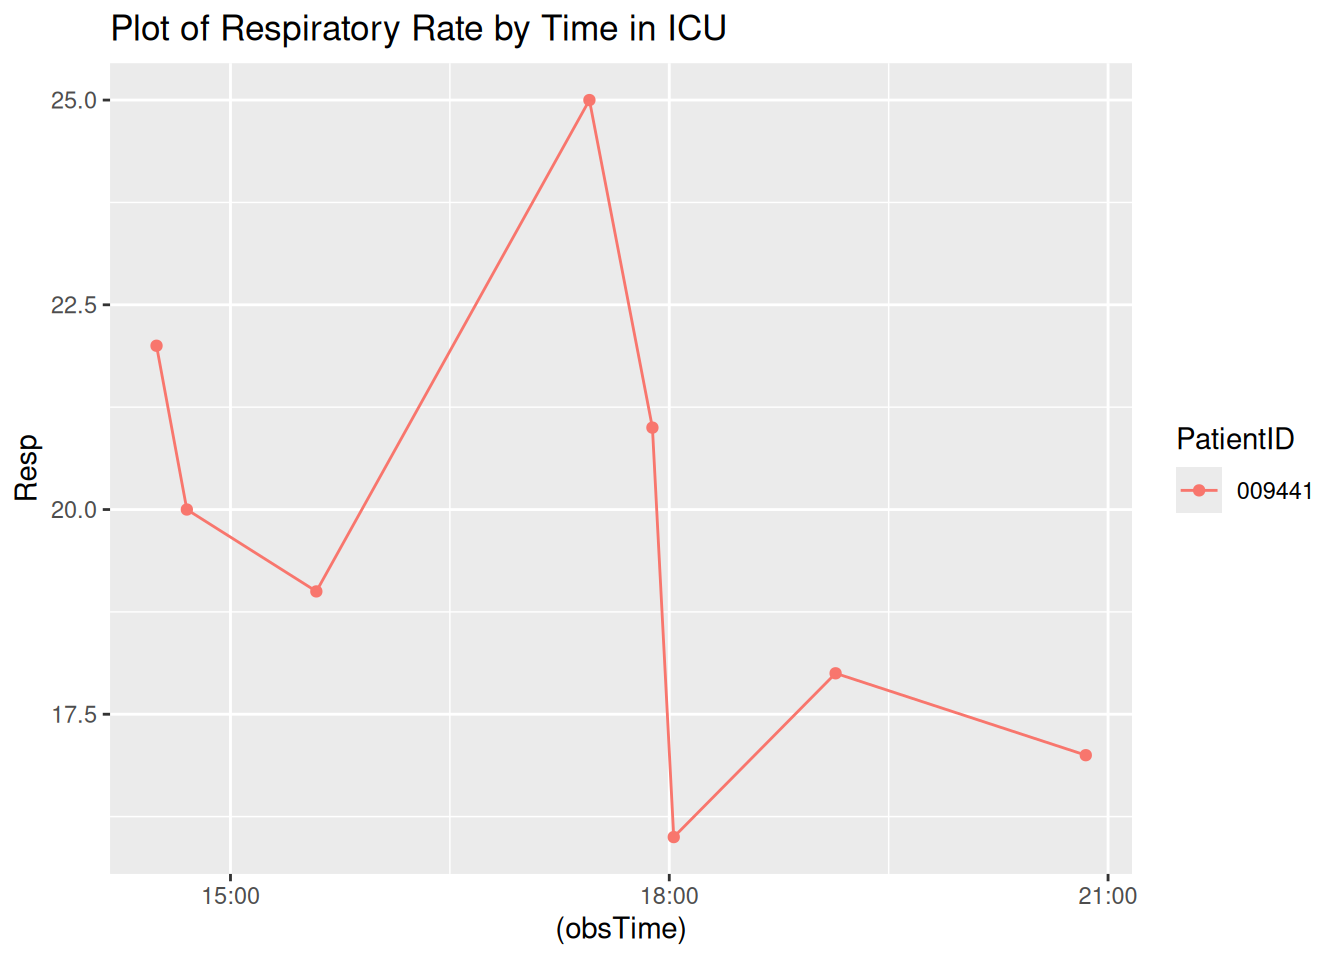 Plot of Respiratory Rate by Time in ICU
25.0
22.5
20.0
17.5
Resp
15:00
18:00
21:00
(obsTime)
PatientID
009441